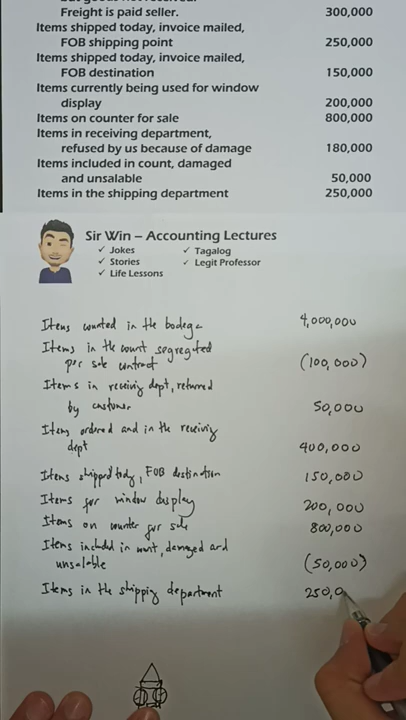 Freight is paid seller. 300,000
Items shipped today, invoice mailed,
FOB shipping point 250,000
Items shipped today, invoice mailed,
FOB destination 150,000
Items currently being used for window
display 200,000
Items on counter for sale 800,000
Items in receiving department,
refused by us because of damage 180,000
Items included in count, damaged
and unsalable 50,000
Items in the shipping department 250,000
Sir Win – Accounting Lectures
✓ Jokes ✓ Tagalog
✓ Stories ✓ Legit Professor
✓ Life Lessons
Items counted in the bodega 4,000,000
Items in the count segregated
per sale contract (100,000)
Items in receiving dept, returned
by customer 50,000
Items ordered and in the receiving
dept 400,000
Items shipped tody, FOB destination 150,000
Items for window display 200,000
Items on counter for sale 800,000
Items included in count, damaged and
unsalable (50,000)
Items in the shipping department 250,0